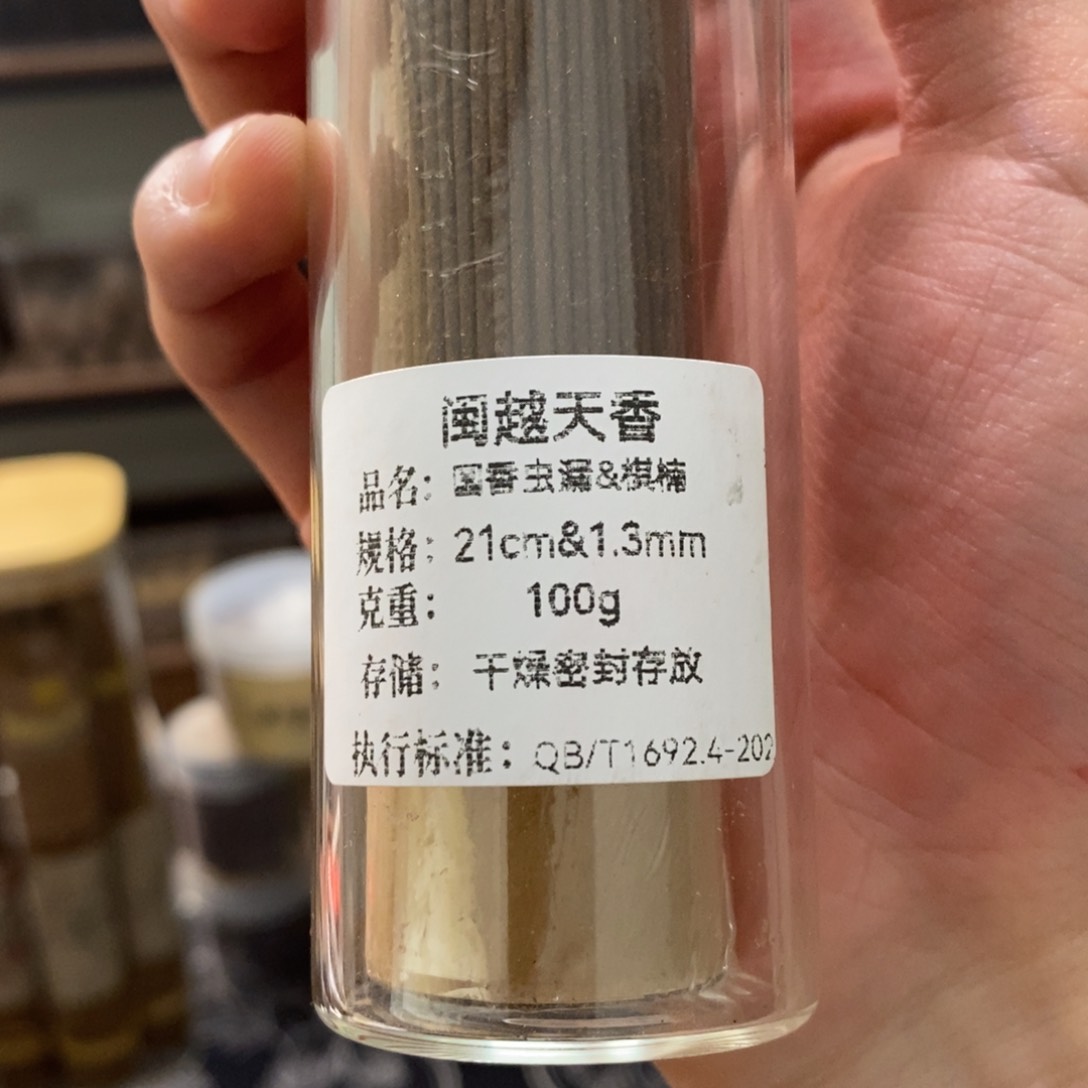 闽越天香
品名：国香虫漏&棋楠
规格：21cm&1.3mm
克重：100g
存储：干燥密封存放
执行标准：QB/T1692.4-202